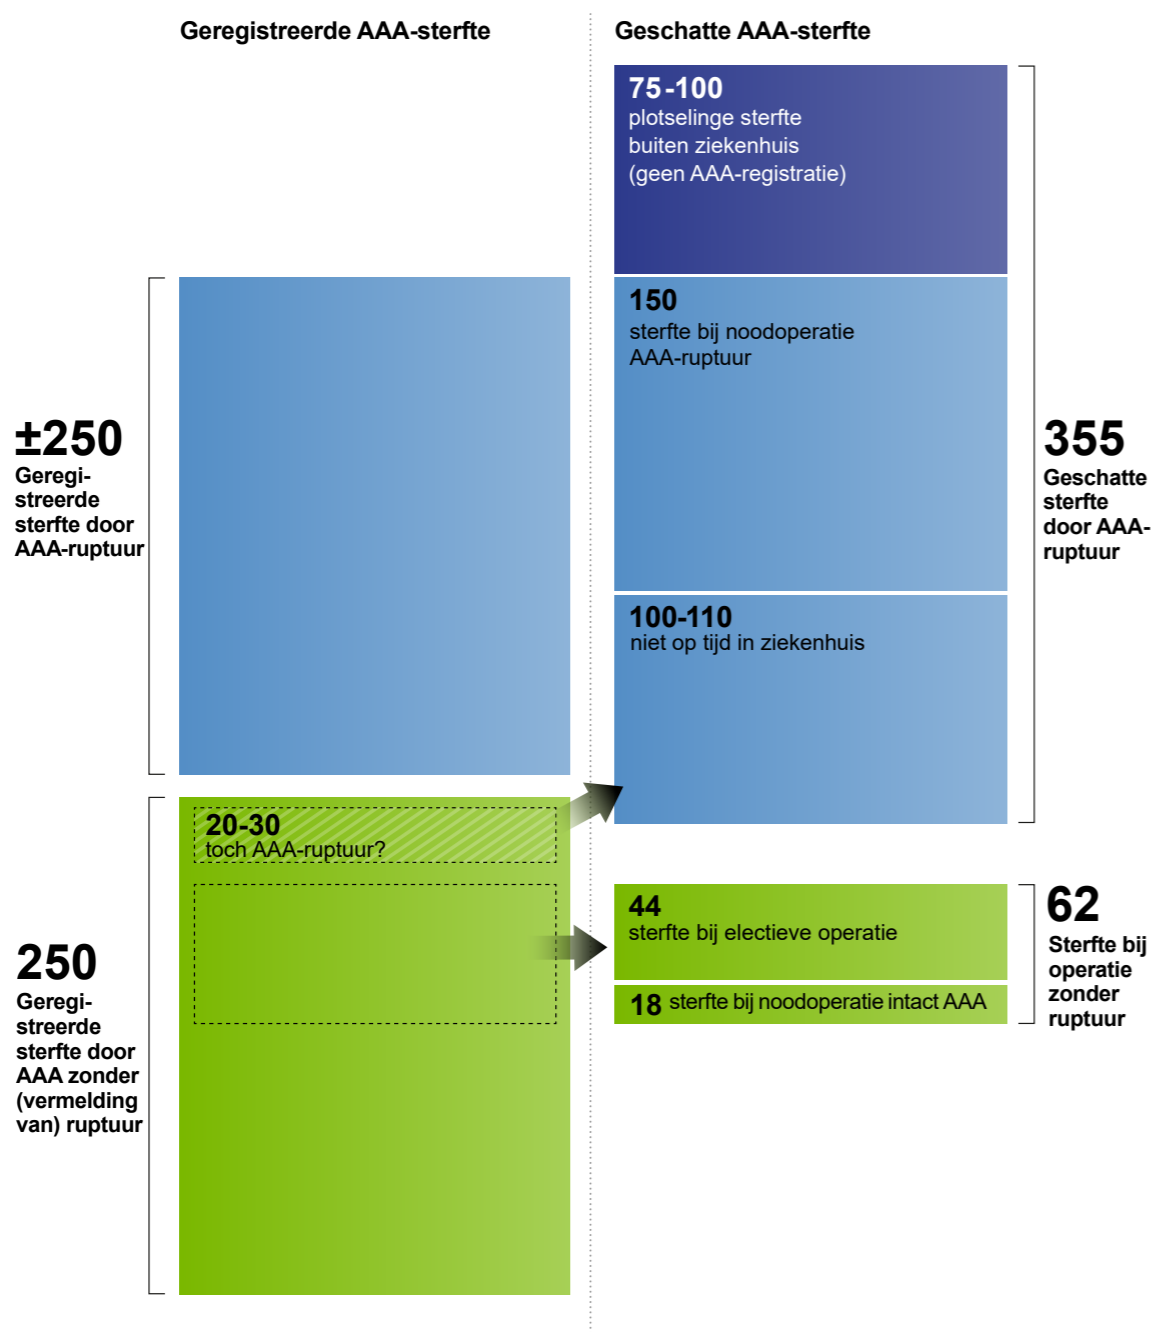 Geregistreerde AAA-sterfte
±250
Geregi-
streerde
sterfte door
AAA-ruptuur
20-30
toch AAA-ruptuur?
250
Geregi-
streerde
sterfte door
AAA zonder
(vermelding
van) ruptuur
Geschatte AAA-sterfte
75-100
plotselinge sterfte
buiten ziekenhuis
(geen AAA-registratie)
150
sterfte bij noodoperatie
AAA-ruptuur
100-110
niet op tijd in ziekenhuis
355
Geschatte
sterfte
door AAA-
ruptuur
44
sterfte bij electieve operatie
18 sterfte bij noodoperatie intact AAA
62
Sterfte bij
operatie
zonder
ruptuur